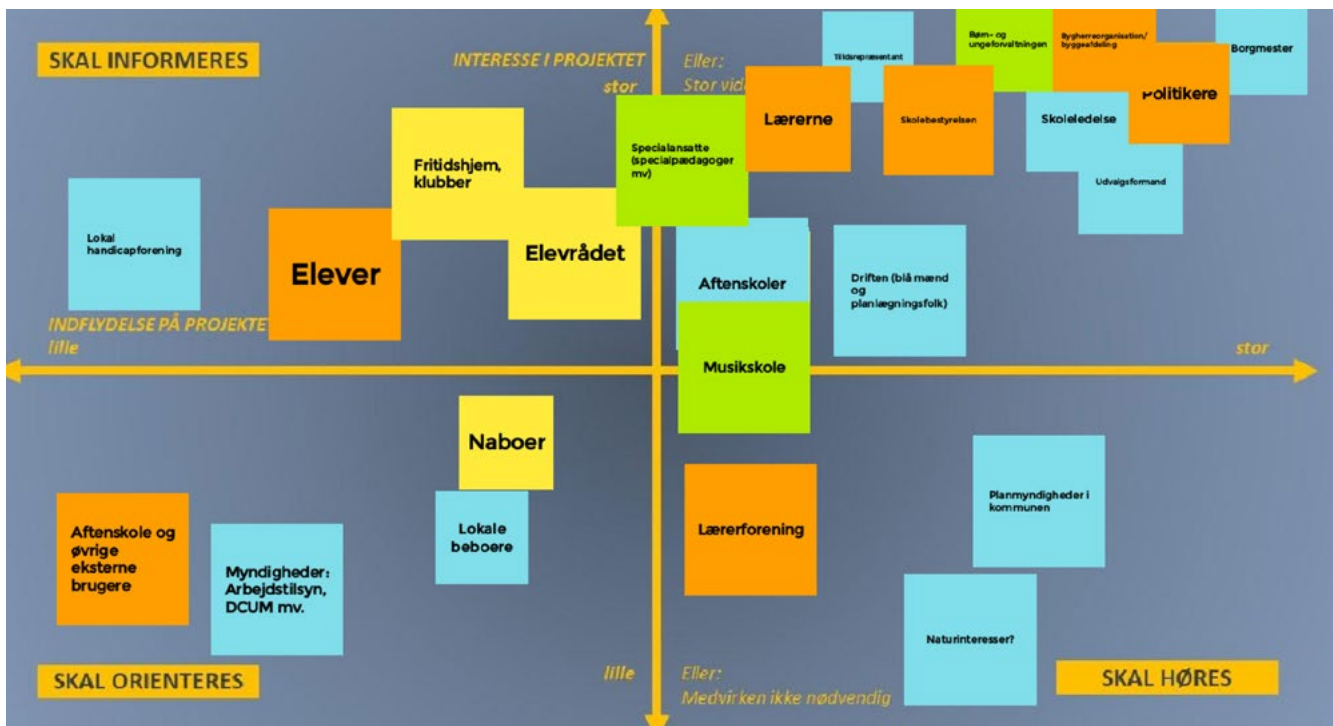 SKAL INFORMERES
INTERESSE I PROJEKTET
stor
Eller:
Stor
Tillidsrepræsentant
Børn- og
ungeforvaltningen
Bygherreorganisation/
byggeafdeling
Borgmester
Lærerne
Skolebestyrelsen
Skoleledelse
Politikere
Udvalgsformand
Specialansatte
(specialpædagoger
mv)
Fritidshjem,
klubber
Lokal
handicapforening
Elever
Elevrådet
Aftenskoler
Driften (blå mænd
og
planlægningsfolk)
INDFLYDELSE PÅ PROJEKTE
lille
stor
Musikskole
Naboer
Lokale
beboere
Aftenskole og
øvrige
eksterne
brugere
Myndigheder:
Arbejdstilsyn,
DCUM mv.
Lærerforening
Planmyndigheder i
kommunen
Naturinteresser?
SKAL ORIENTERES
lille
Eller:
Medvirken ikke nødvendig
SKAL HØRES